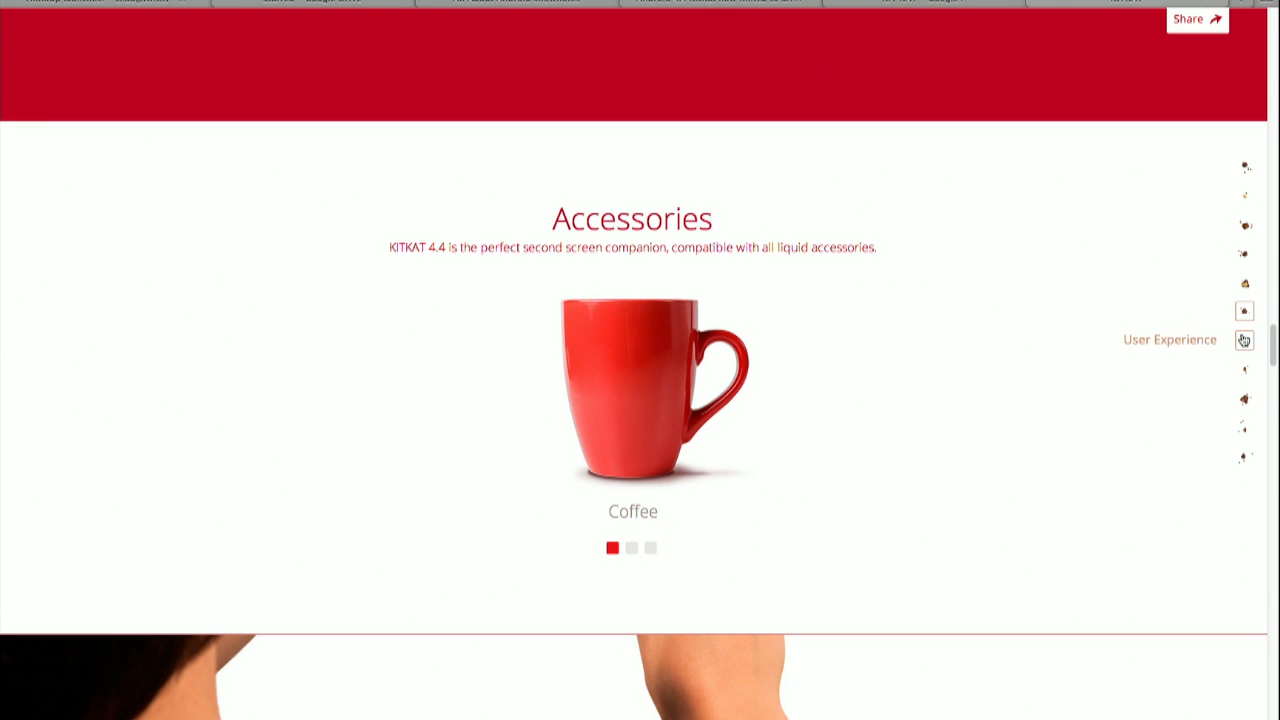 Share
Accessories
KITKAT 4.4 is the perfect second screen companion, compatible with all liquid accessories.
User Experience
Coffee